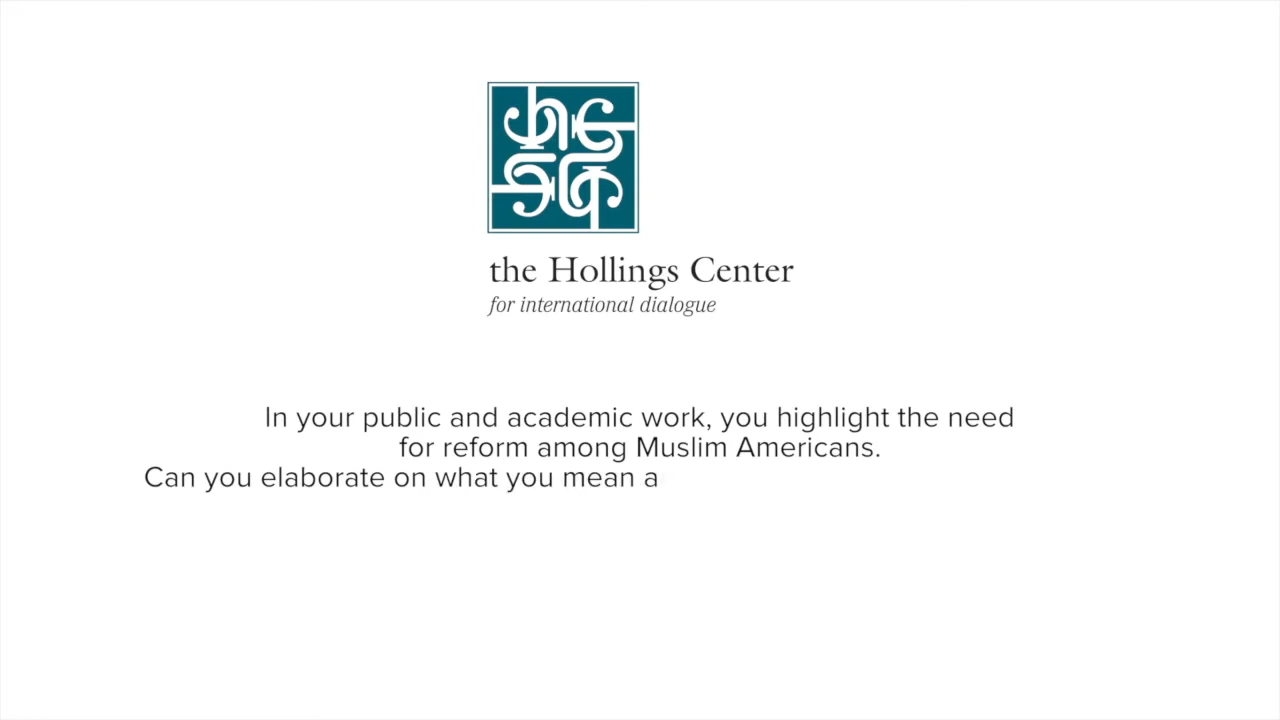 the Hollings Center
for international dialogue
In your public and academic work, you highlight the need
for reform among Muslim Americans.
Can you elaborate on what you mean a